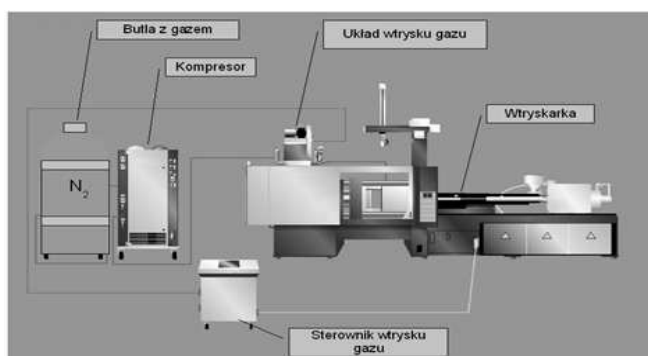 Butla z gazem
Układ wtrysku gazu
Kompresor
Wtryskarka
N2
Sterownik wtrysku
gazu